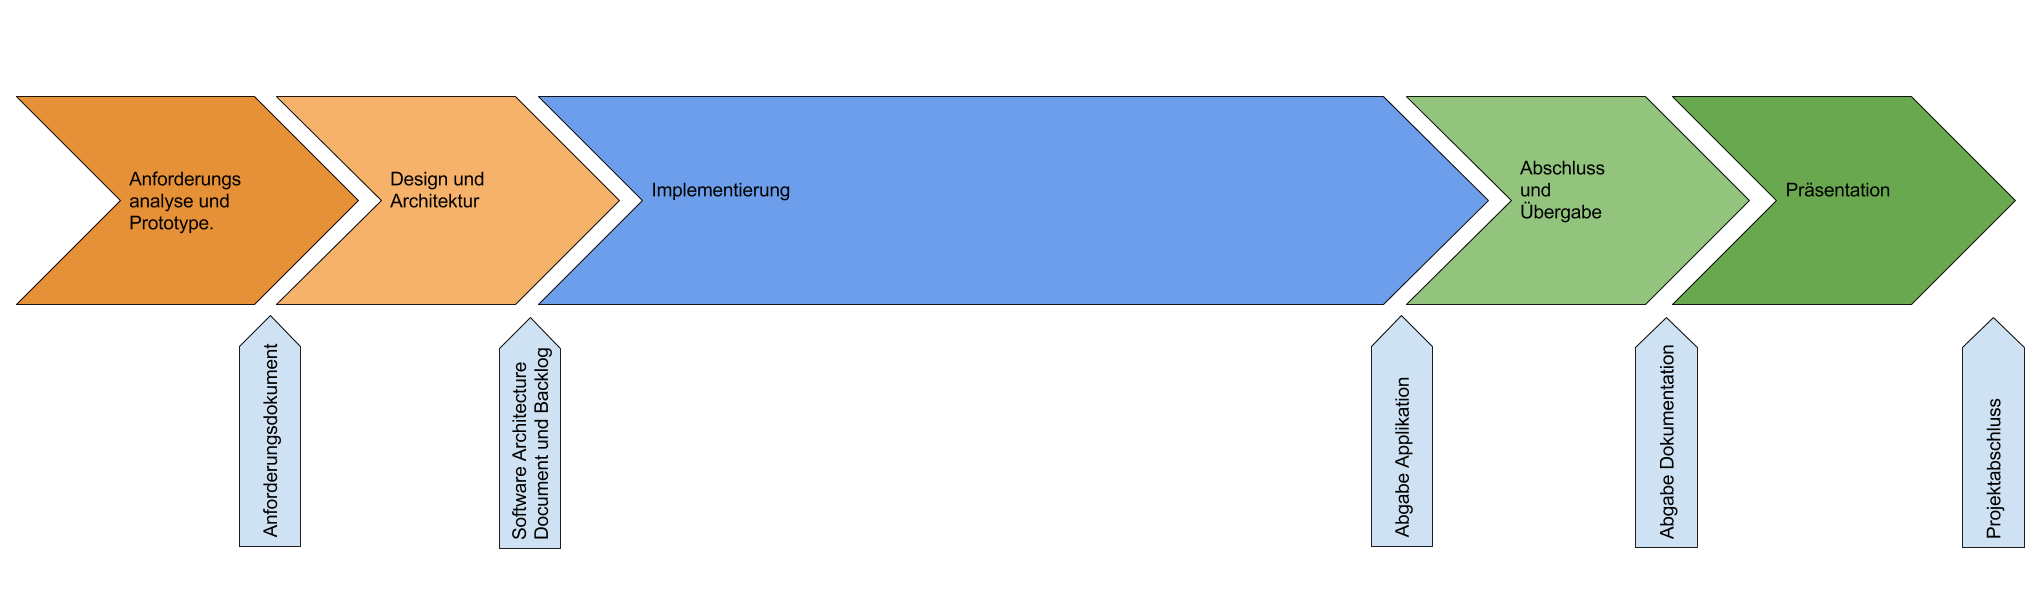 Anforderungs
analyse und
Prototype.
Design und
Architektur
Implementierung
Abschluss
und
Übergabe
Präsentation
Anforderungsdokument
Software Architecture
Document und Backlog
Abgabe Applikation
Abgabe Dokumentation
Projektabschluss